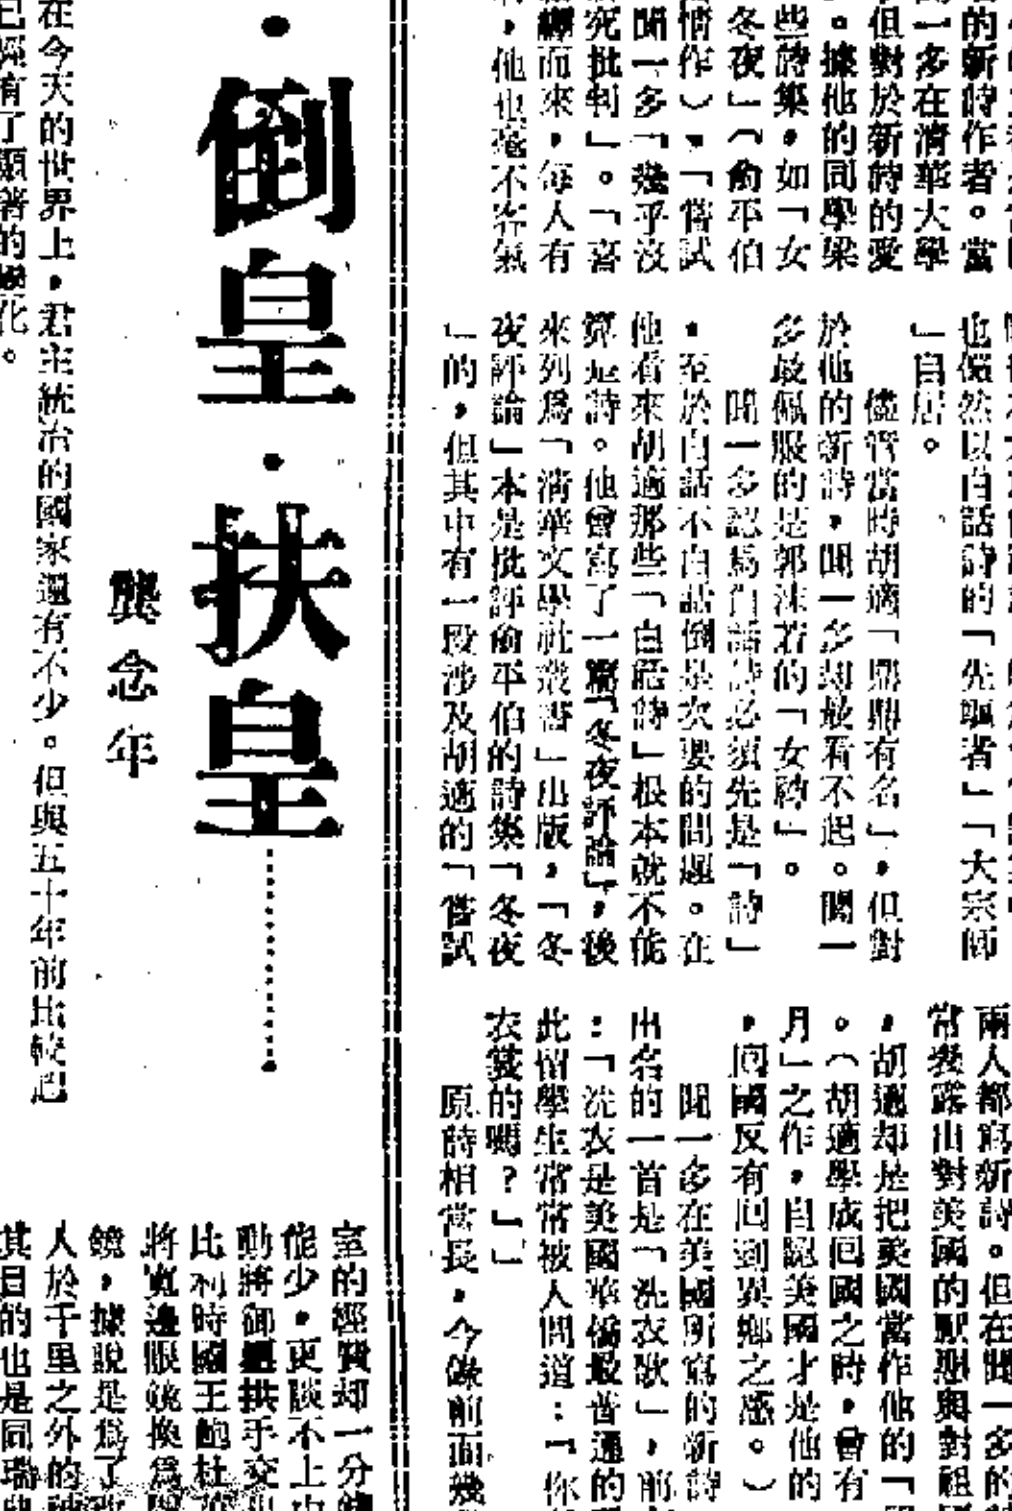 的新詩作者。當
一多在清華大學
但對於新詩的愛
。據他的同學梁
些詩集，如「女
冬夜」（俞平伯
情作），「嘗試
聞一多「幾乎沒
究批判」。「喜
而來，每人有
，他也毫不客氣
也儼然以白話詩的「先驅者」「大宗師
」自居。
儘管當時胡適「鼎鼎有名」，但對
於他的新詩，聞一多却最看不起。聞一
多最佩服的是郭沫若的「女神」。
聞一多認爲白話詩必須先是「詩」
，至於白話不白話倒是次要的問題。在
他看來胡適那些「白話詩」根本就不能
算是詩。他曾寫了一篇「冬夜評論」，後
來列爲「清華文學社叢書」出版，「冬
夜評論」本是批評俞平伯的詩集「冬夜
」的，但其中有一段涉及胡適的「嘗試
兩人都寫新詩。但在聞一多的
常發露出對美國的厭惡與對祖
，胡適却是把美國當作他的「
。（胡適學成回國之時，曾有
月」之作，自認美國才是他的
，回國反有回到異鄉之感。）
聞一多在美國所寫的新詩
出名的一首是「洗衣歌」，前
：「洗衣是美國華僑最普通的
此留學生常常被人問道：「你
衣裳的嗎？」」
原詩相當長，今錄前面幾
·倒皇·扶皇
龔念年
在今天的世界上，君主統治的國家還有不少。但與五十年前比較起
已經有了顯著的變化。
室的經費却一分錢
能少，更談不上
動將御璽拱手交出
比利時國王鮑杜
將寬邊眼鏡換爲
鏡，據說是爲了
人於千里之外的
其目的也是同瑞